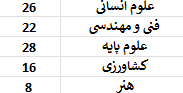 علوم انسانی 26
فنی و مهندسی 22
علوم پایه 28
کشاورزی 16
هنر 8